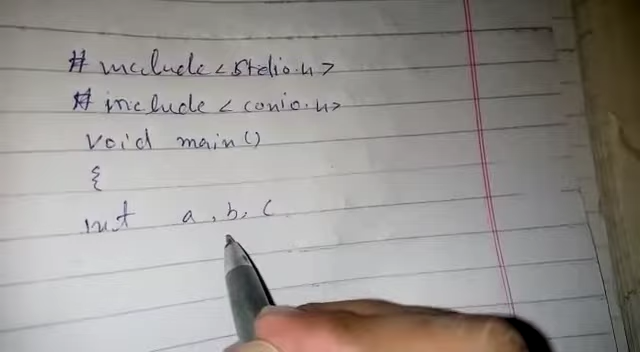 # include <stdio.h>
# include < conio.h>
void main()
{
int a, b, c